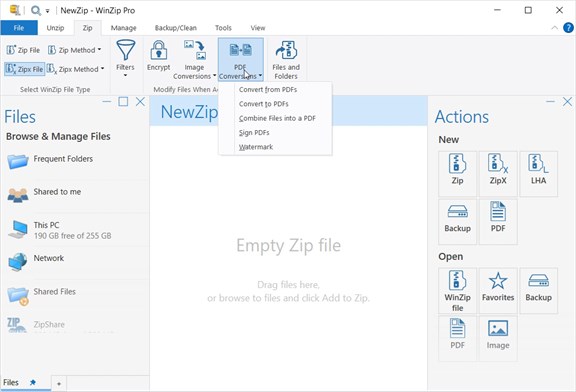 NewZip - WinZip Pro
File Unzip Zip Manage Backup/Clean Tools View
Zip File Zip Method
Zipx File Zipx Method
Filters
Encrypt
Image
Conversions
PDF
Conversions
Files and
Folders
Select WinZip File Type
Modify Files When A
Convert from PDFs
Convert to PDFs
Combine Files into a PDF
Sign PDFs
Watermark
Files
Browse & Manage Files
Frequent Folders
Shared to me
This PC
190 GB free of 255 GB
Network
Shared Files
ZipShare
Files
NewZip
Empty Zip file
Drag files here,
or browse to files and click Add to Zip.
Actions
New
Zip ZipX LHA
Backup PDF
Open
WinZip
file
Favorites
Backup
PDF Image